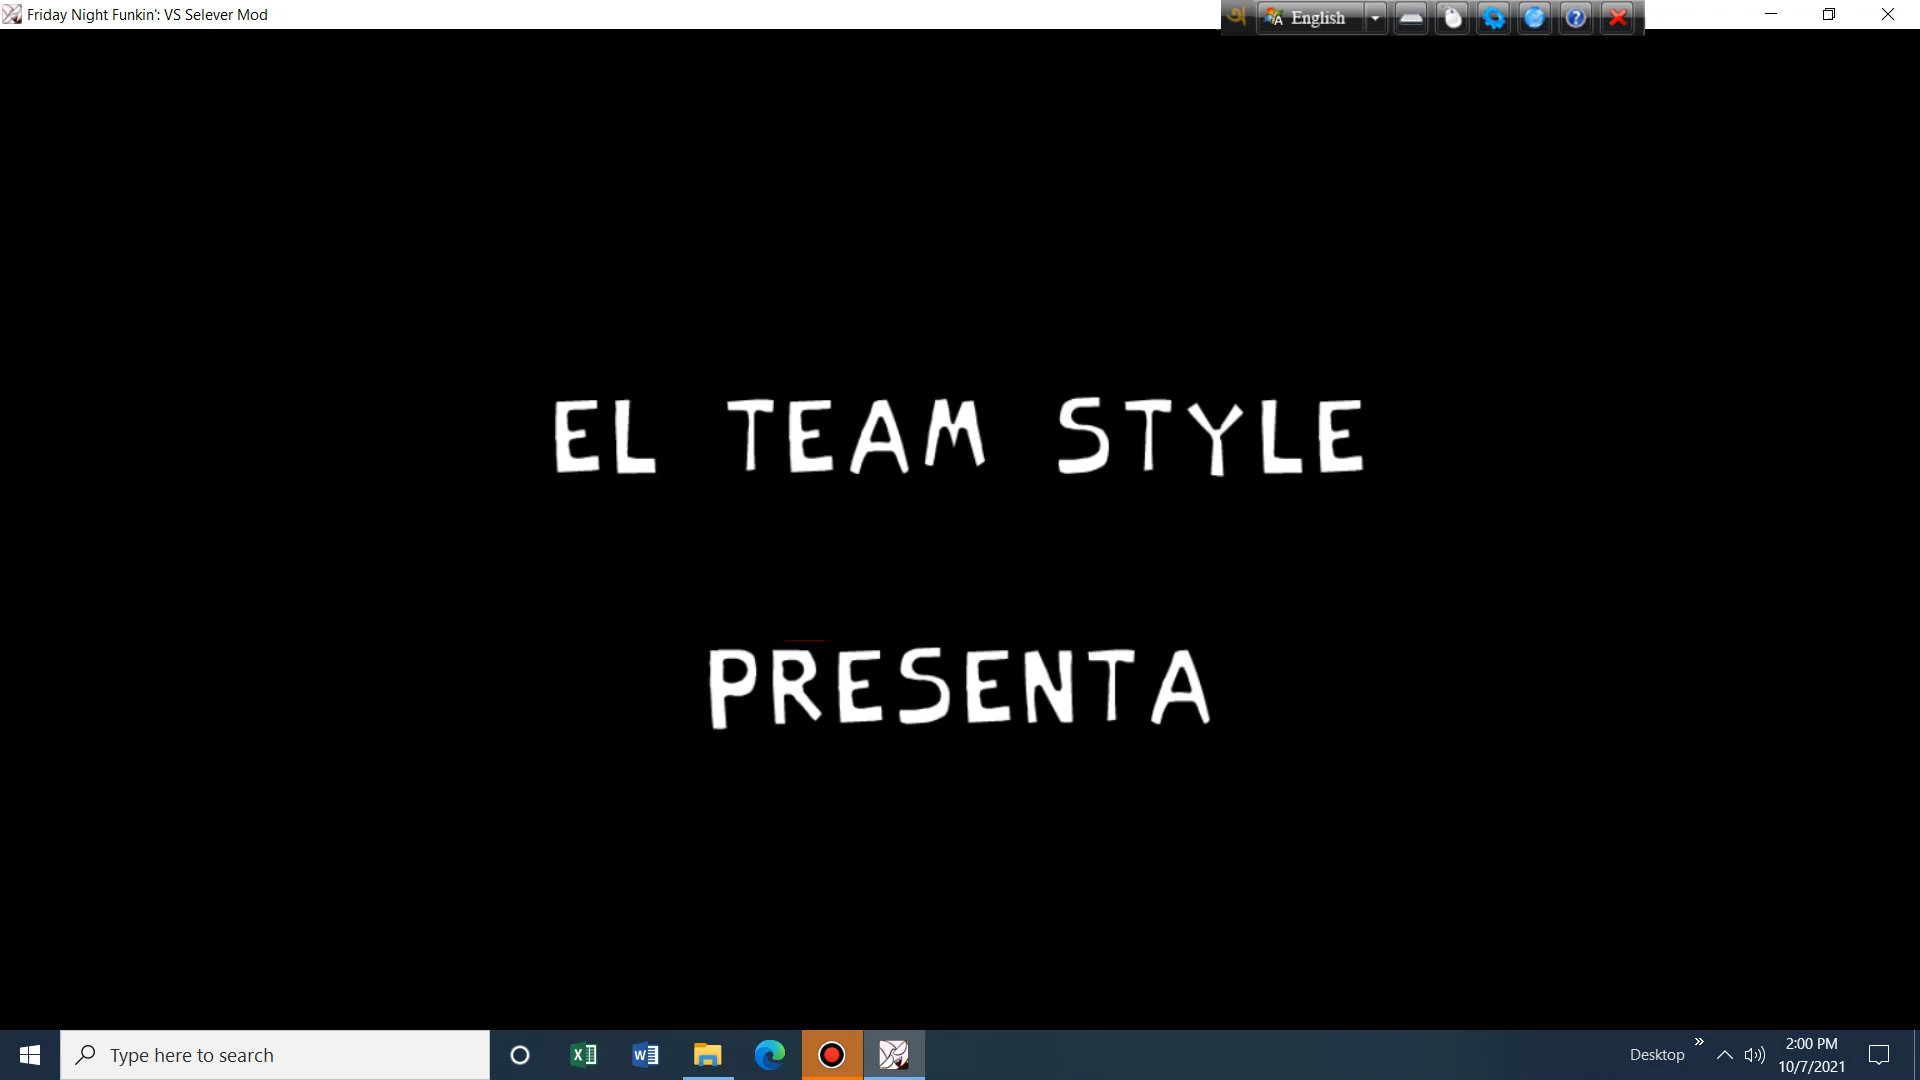 Friday Night Funkin': VS Selever Mod
অ English
EL TEAM STYLE
PRESENTA
Type here to search
Desktop
2:00 PM
10/7/2021